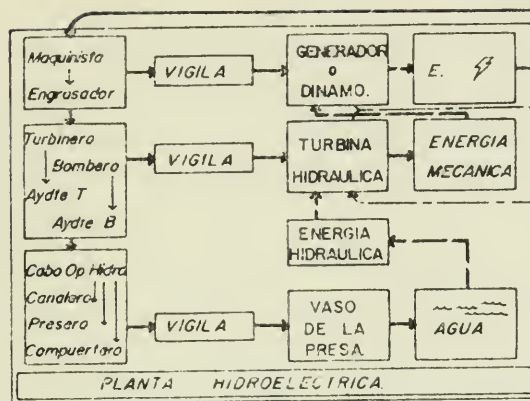 Maquinista
Engrasador
VIGILA
GENERADOR
o
DINAMO.
E.
Turbinero
Bombero
Aydte T
Aydte B
VIGILA
TURBINA
HIDRAULICA
ENERGIA
MECANICA
ENERGIA
HIDRAULICA
Cabo Op Hidra
Canalero
Presero
Compuertero
VIGILA
VASO
DE LA
PRESA.
AGUA
PLANTA HIDROELECTRICA